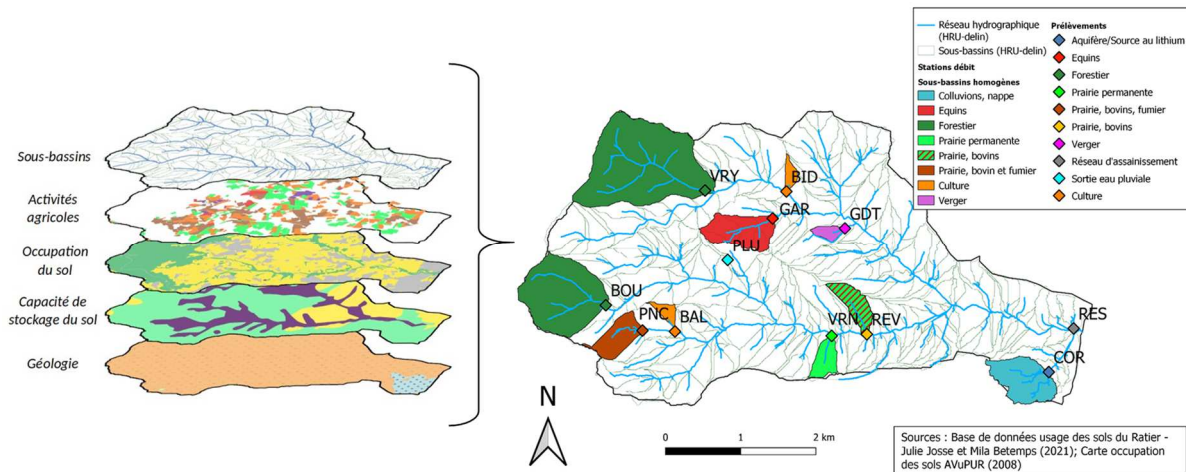 Sous-bassins
Activités
agricoles
Occupation
du sol
Capacité de
stockage du sol
Géologie
VRY
BID
GAR
GDT
PLU
BOU
PNC
BAL
VRN
REV
RES
COR
N
0 1 2 km
Réseau hydrographique
(HRU-delin)
Sous-bassins (HRU-delin)
Stations débit
Sous-bassins homogènes
Colluvions, nappe
Equins
Forestier
Prairie permanente
Prairie, bovins
Prairie, bovin et fumier
Culture
Verger
Prélèvements
Aquifère/Source au lithium
Equins
Forestier
Prairie permanente
Prairie, bovins, fumier
Prairie, bovins
Verger
Réseau d'assainissement
Sortie eau pluviale
Culture
Sources : Base de données usage des sols du Ratier -
Julie Josse et Mila Betemps (2021); Carte occupation
des sols AVuPUR (2008)